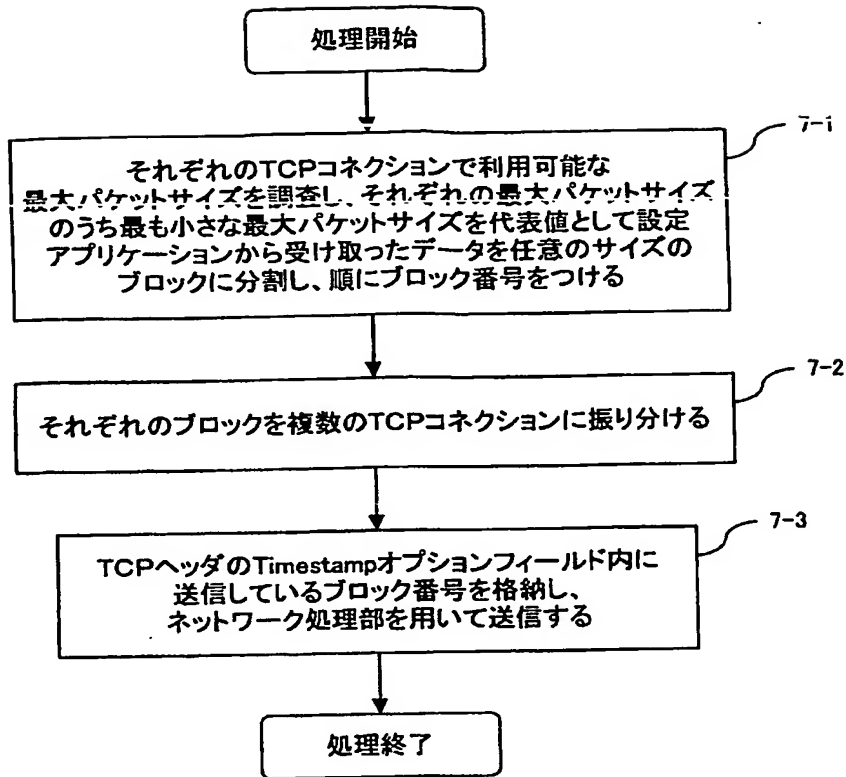 処理開始
7-1
それぞれのTCPコネクションで利用可能な
最大パケットサイズを調査し、それぞれの最大パケットサイズ
のうち最も小さな最大パケットサイズを代表値として設定
アプリケーションから受け取ったデータを任意のサイズの
ブロックに分割し、順にブロック番号をつける
7-2
それぞれのブロックを複数のTCPコネクションに振り分ける
7-3
TCPヘッダのTimestampオプションフィールド内に
送信しているブロック番号を格納し、
ネットワーク処理部を用いて送信する
処理終了